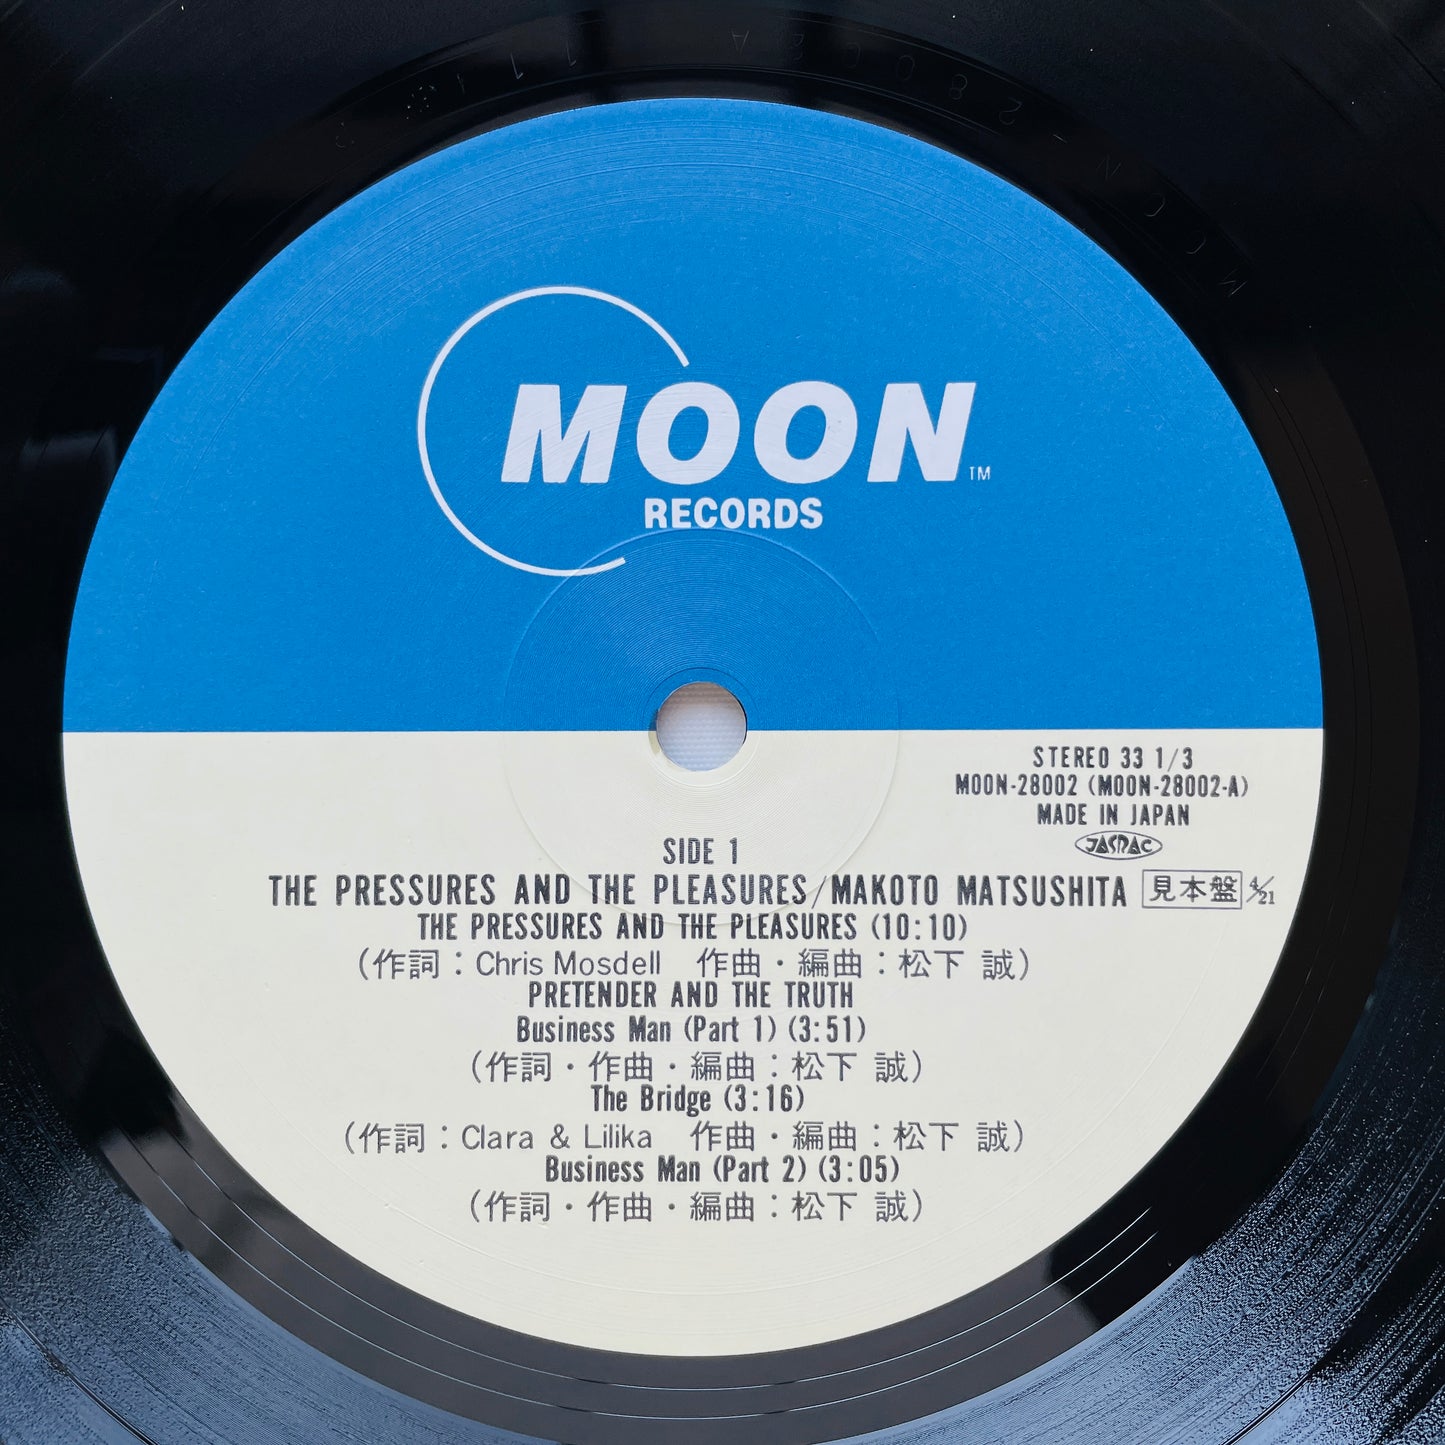 MOON™
RECORDS
STEREO 33 1/3
MOON-28002 (MOON-28002-A)
MADE IN JAPAN
JASRAC
SIDE 1
THE PRESSURES AND THE PLEASURES/MAKOTO MATSUSHITA 見本盤 4/21
THE PRESSURES AND THE PLEASURES (10:10)
(作詞：Chris Mosdell 作曲・編曲：松下 誠)
PRETENDER AND THE TRUTH
Business Man (Part 1) (3:51)
(作詞・作曲・編曲：松下 誠)
The Bridge (3:16)
(作詞：Clara & Lilika 作曲・編曲：松下 誠)
Business Man (Part 2) (3:05)
(作詞・作曲・編曲：松下 誠)